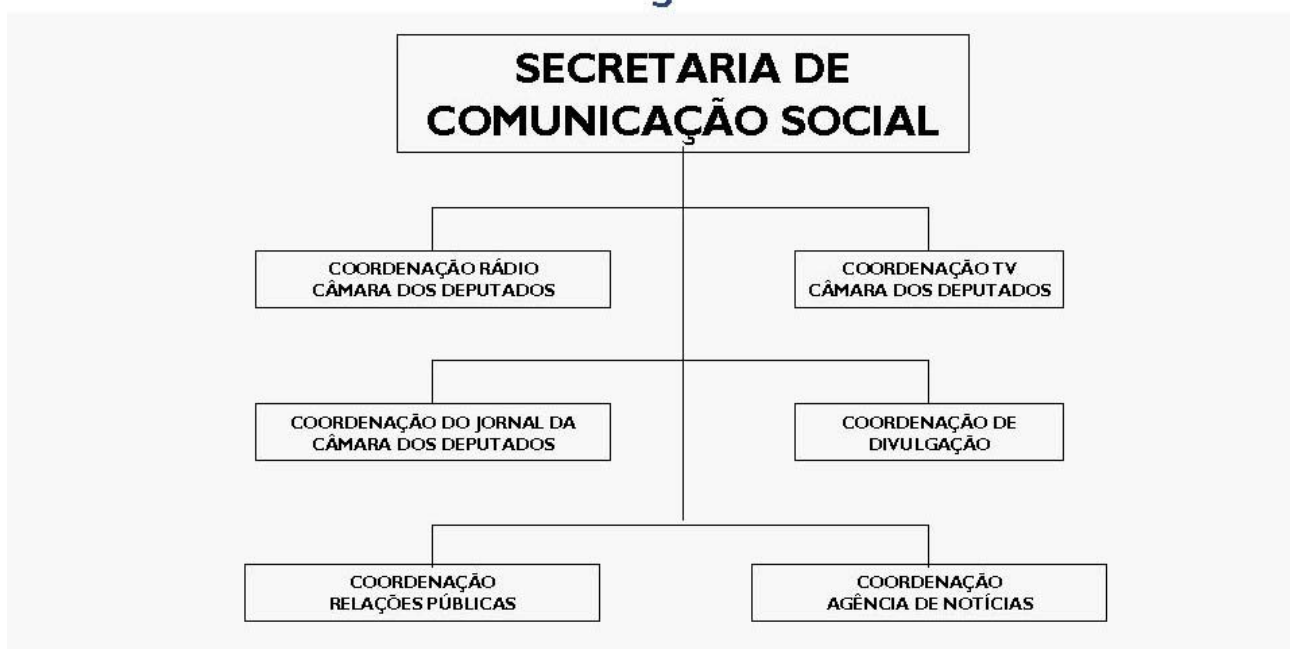 SECRETARIA DE
COMUNICAÇÃO SOCIAL
COORDENAÇÃO RÁDIO
CÂMARA DOS DEPUTADOS
COORDENAÇÃO TV
CÂMARA DOS DEPUTADOS
COORDENAÇÃO DO JORNAL DA
CÂMARA DOS DEPUTADOS
COORDENAÇÃO DE
DIVULGAÇÃO
COORDENAÇÃO
RELAÇÕES PÚBLICAS
COORDENAÇÃO
AGÊNCIA DE NOTÍCIAS